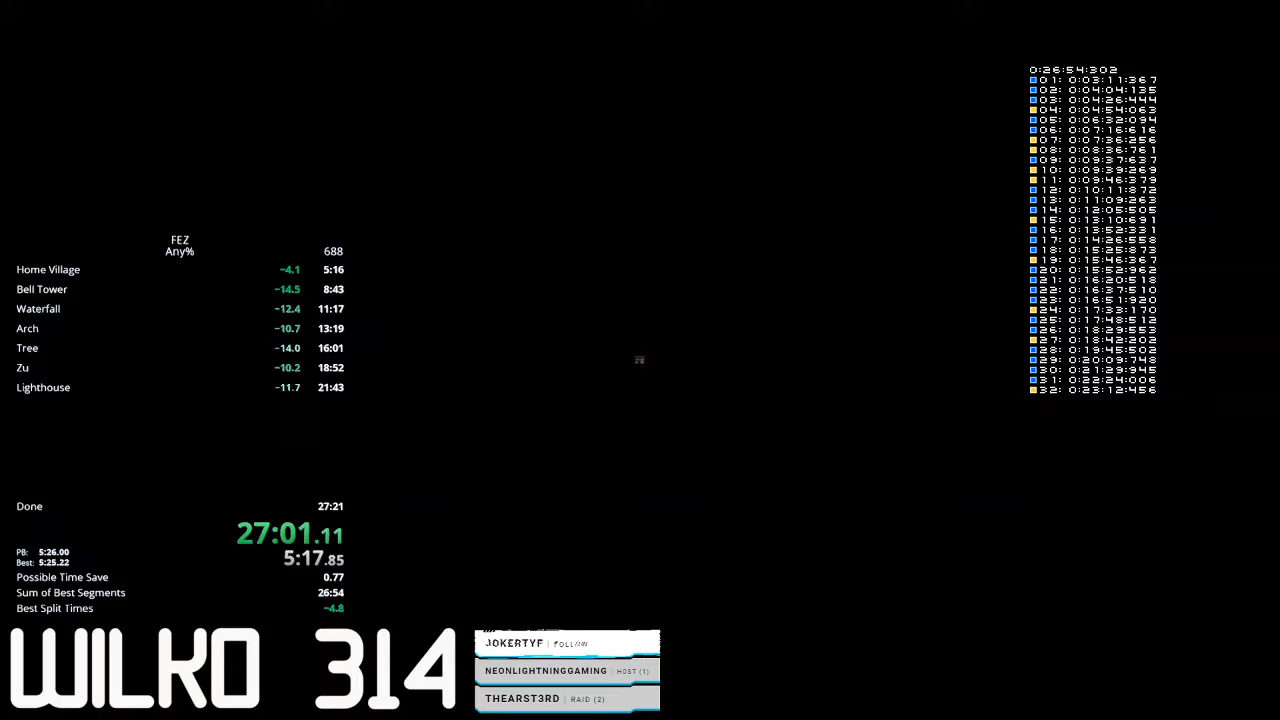 FEZ
Any% 688
Home Village −4.1 5:16
Bell Tower −14.5 8:43
Waterfall −12.4 11:17
Arch −10.7 13:19
Tree −14.0 16:01
Zu −10.2 18:52
Lighthouse −11.7 21:43
Done 27:21
27:01.11
PB: 5:26.00
Best: 5:25.22
5:17.85
Possible Time Save 0.77
Sum of Best Segments 26:54
Best Split Times −4.8
WILKO 314
JOKERTYF | FOLLOW
NEONLIGHTNINGGAMING | HOST (1)
THEARST3RD | RAID (2)
0:26:54:302
01: 0:03:11:367
02: 0:04:04:135
03: 0:04:26:444
04: 0:04:54:063
05: 0:06:32:094
06: 0:07:16:616
07: 0:07:36:256
08: 0:08:36:761
09: 0:09:37:637
10: 0:09:39:269
11: 0:09:46:379
12: 0:10:11:872
13: 0:11:09:263
14: 0:12:05:505
15: 0:13:10:691
16: 0:13:52:331
17: 0:14:26:558
18: 0:15:25:873
19: 0:15:46:367
20: 0:15:52:962
21: 0:16:20:518
22: 0:16:37:510
23: 0:16:51:920
24: 0:17:33:170
25: 0:17:48:512
26: 0:18:29:553
27: 0:18:42:202
28: 0:19:45:502
29: 0:20:09:748
30: 0:21:29:948
31: 0:22:24:006
32: 0:23:12:456